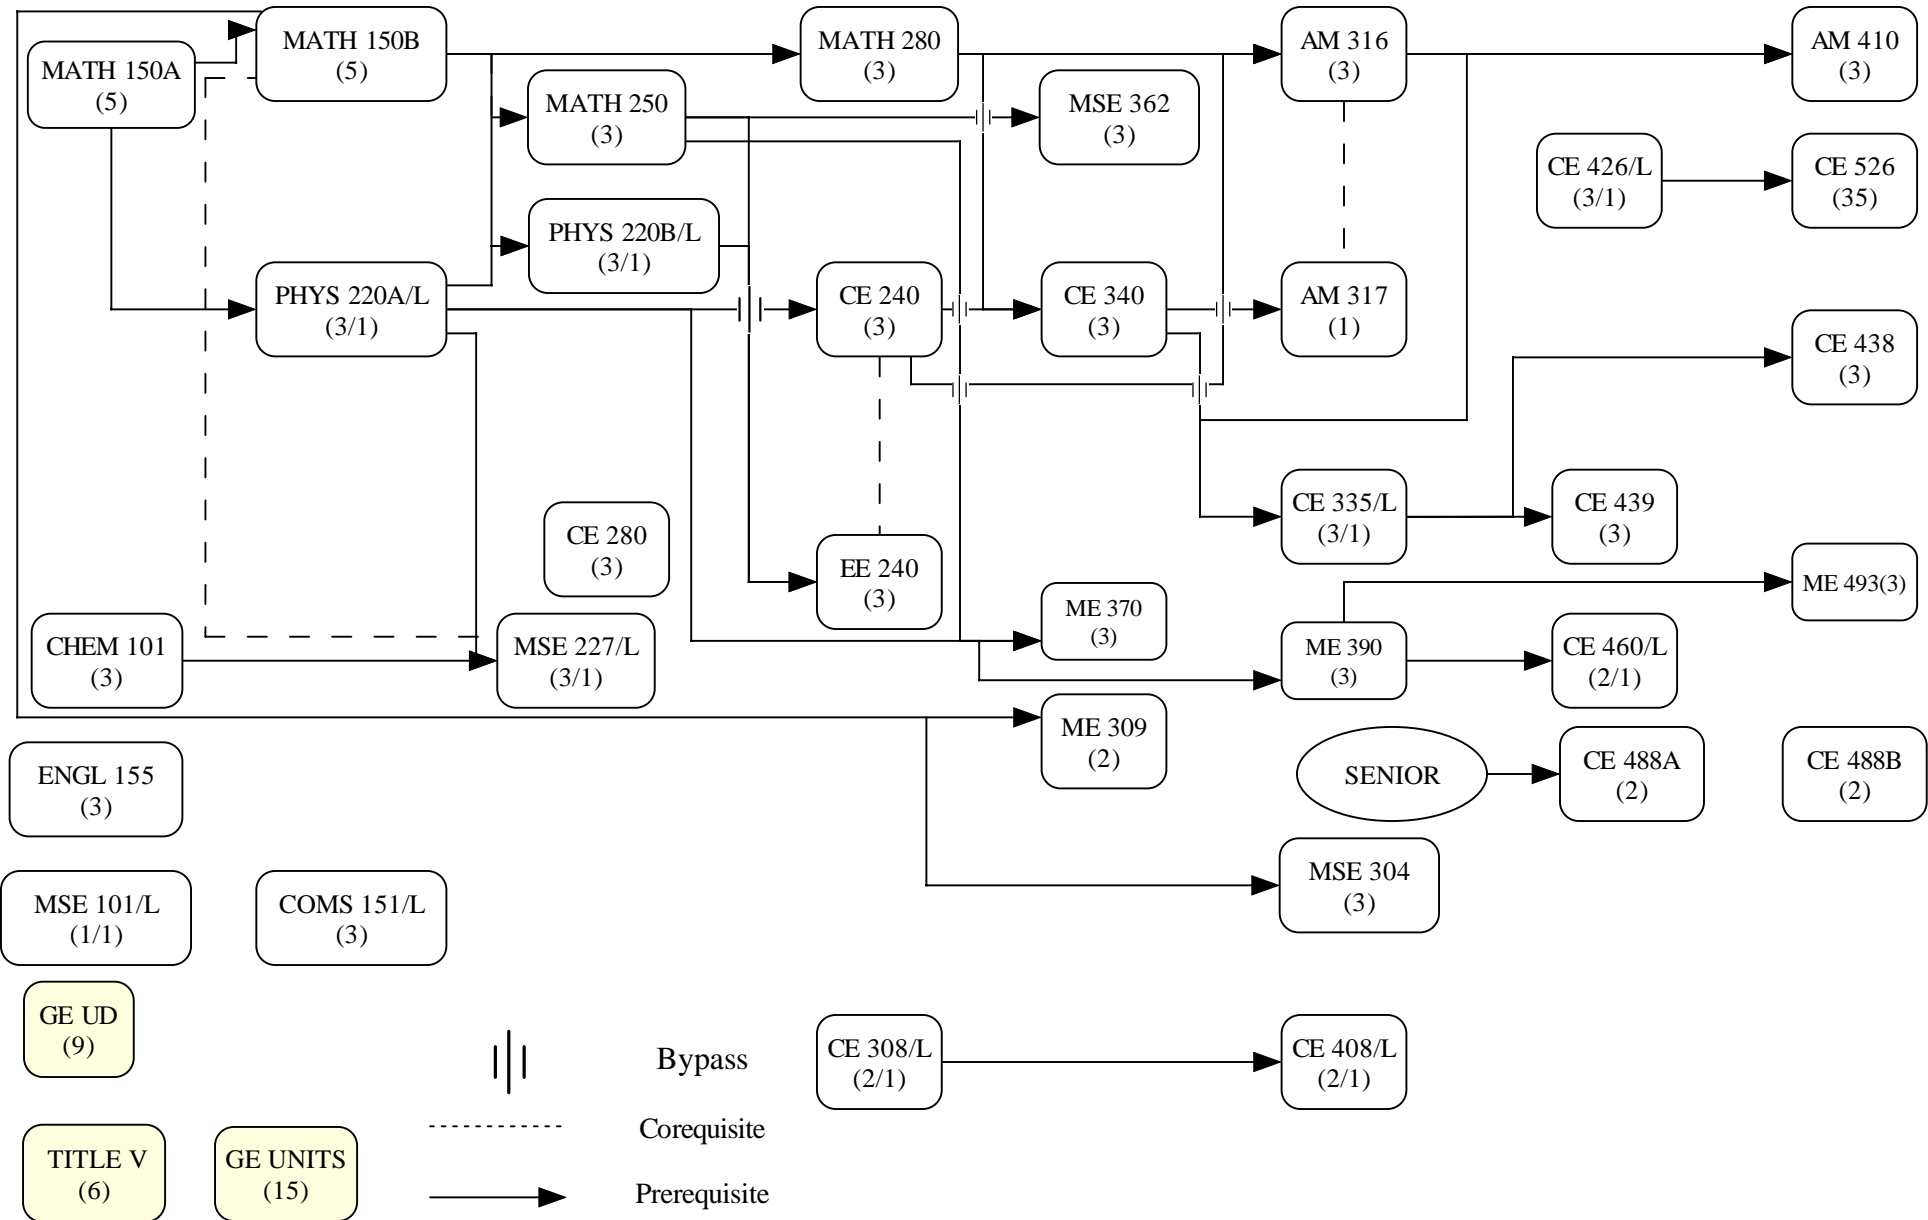 MATH 150A
(5)
MATH 150B
(5)
MATH 280
(3)
AM 316
(3)
AM 410
(3)
MATH 250
(3)
MSE 362
(3)
CE 426/L
(3/1)
CE 526
(35)
PHYS 220B/L
(3/1)
PHYS 220A/L
(3/1)
CE 240
(3)
CE 340
(3)
AM 317
(1)
CE 438
(3)
CE 335/L
(3/1)
CE 439
(3)
CE 280
(3)
EE 240
(3)
ME 370
(3)
ME 493(3)
CHEM 101
(3)
MSE 227/L
(3/1)
ME 390
(3)
CE 460/L
(2/1)
ME 309
(2)
ENGL 155
(3)
SENIOR
CE 488A
(2)
CE 488B
(2)
MSE 101/L
(1/1)
COMS 151/L
(3)
MSE 304
(3)
GE UD
(9)
Bypass
CE 308/L
(2/1)
CE 408/L
(2/1)
Corequisite
TITLE V
(6)
GE UNITS
(15)
Prerequisite